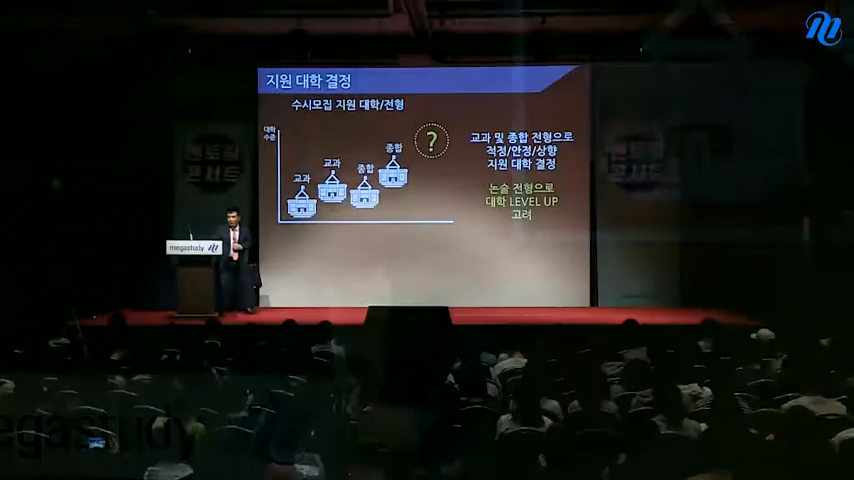 지원 대학 결정
수시모집 지원 대학/전형
대학
수준
교과
교과
종합
종합
?
교과 및 종합 전형으로
적정/안정/상향
지원 대학 결정
논술 전형으로
대학 LEVEL UP
고려
megastudy
egastudy